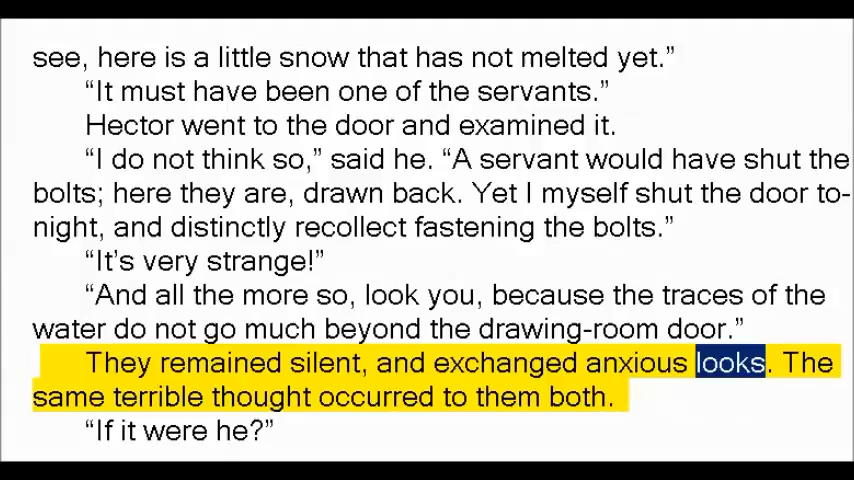 see, here is a little snow that has not melted yet.”
“It must have been one of the servants.”
Hector went to the door and examined it.
“I do not think so,” said he. “A servant would have shut the
bolts; here they are, drawn back. Yet I myself shut the door to-
night, and distinctly recollect fastening the bolts.”
“It’s very strange!”
“And all the more so, look you, because the traces of the
water do not go much beyond the drawing-room door.”
They remained silent, and exchanged anxious looks. The
same terrible thought occurred to them both.
“If it were he?”